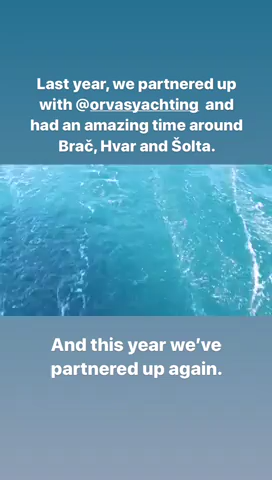 Last year, we partnered up
with @orvasyachting and
had an amazing time around
Brač, Hvar and Šolta.
And this year we’ve
partnered up again.